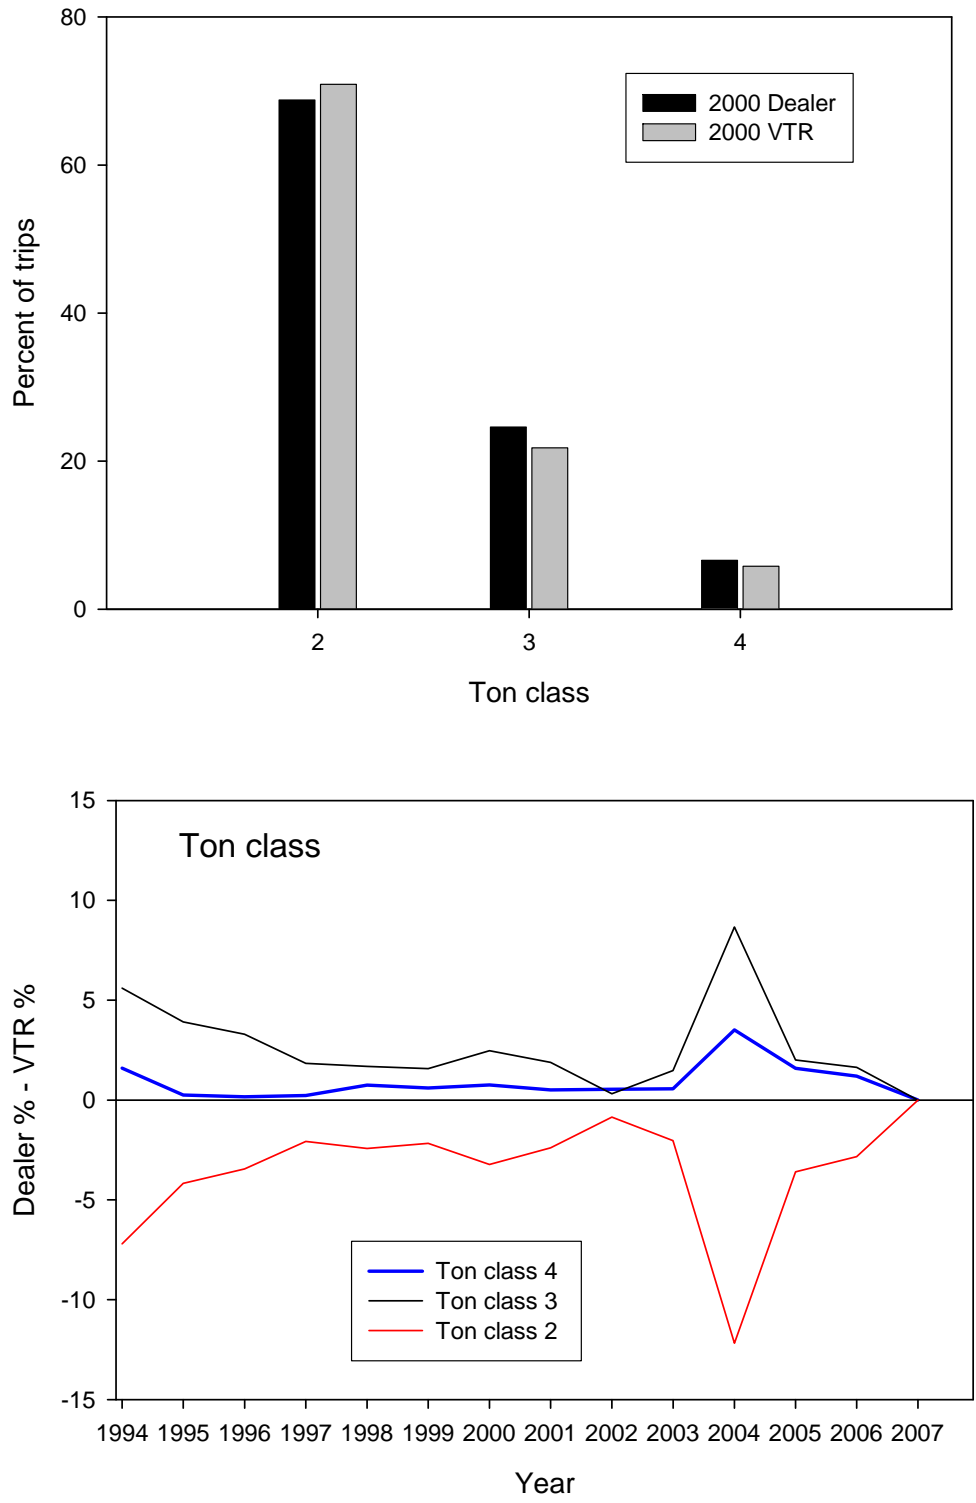 80
60
40
20
0
Percent of trips
2000 Dealer
2000 VTR
2 3 4
Ton class
15
10
5
0
-5
-10
-15
Dealer % - VTR %
Ton class
Ton class 4
Ton class 3
Ton class 2
1994 1995 1996 1997 1998 1999 2000 2001 2002 2003 2004 2005 2006 2007
Year